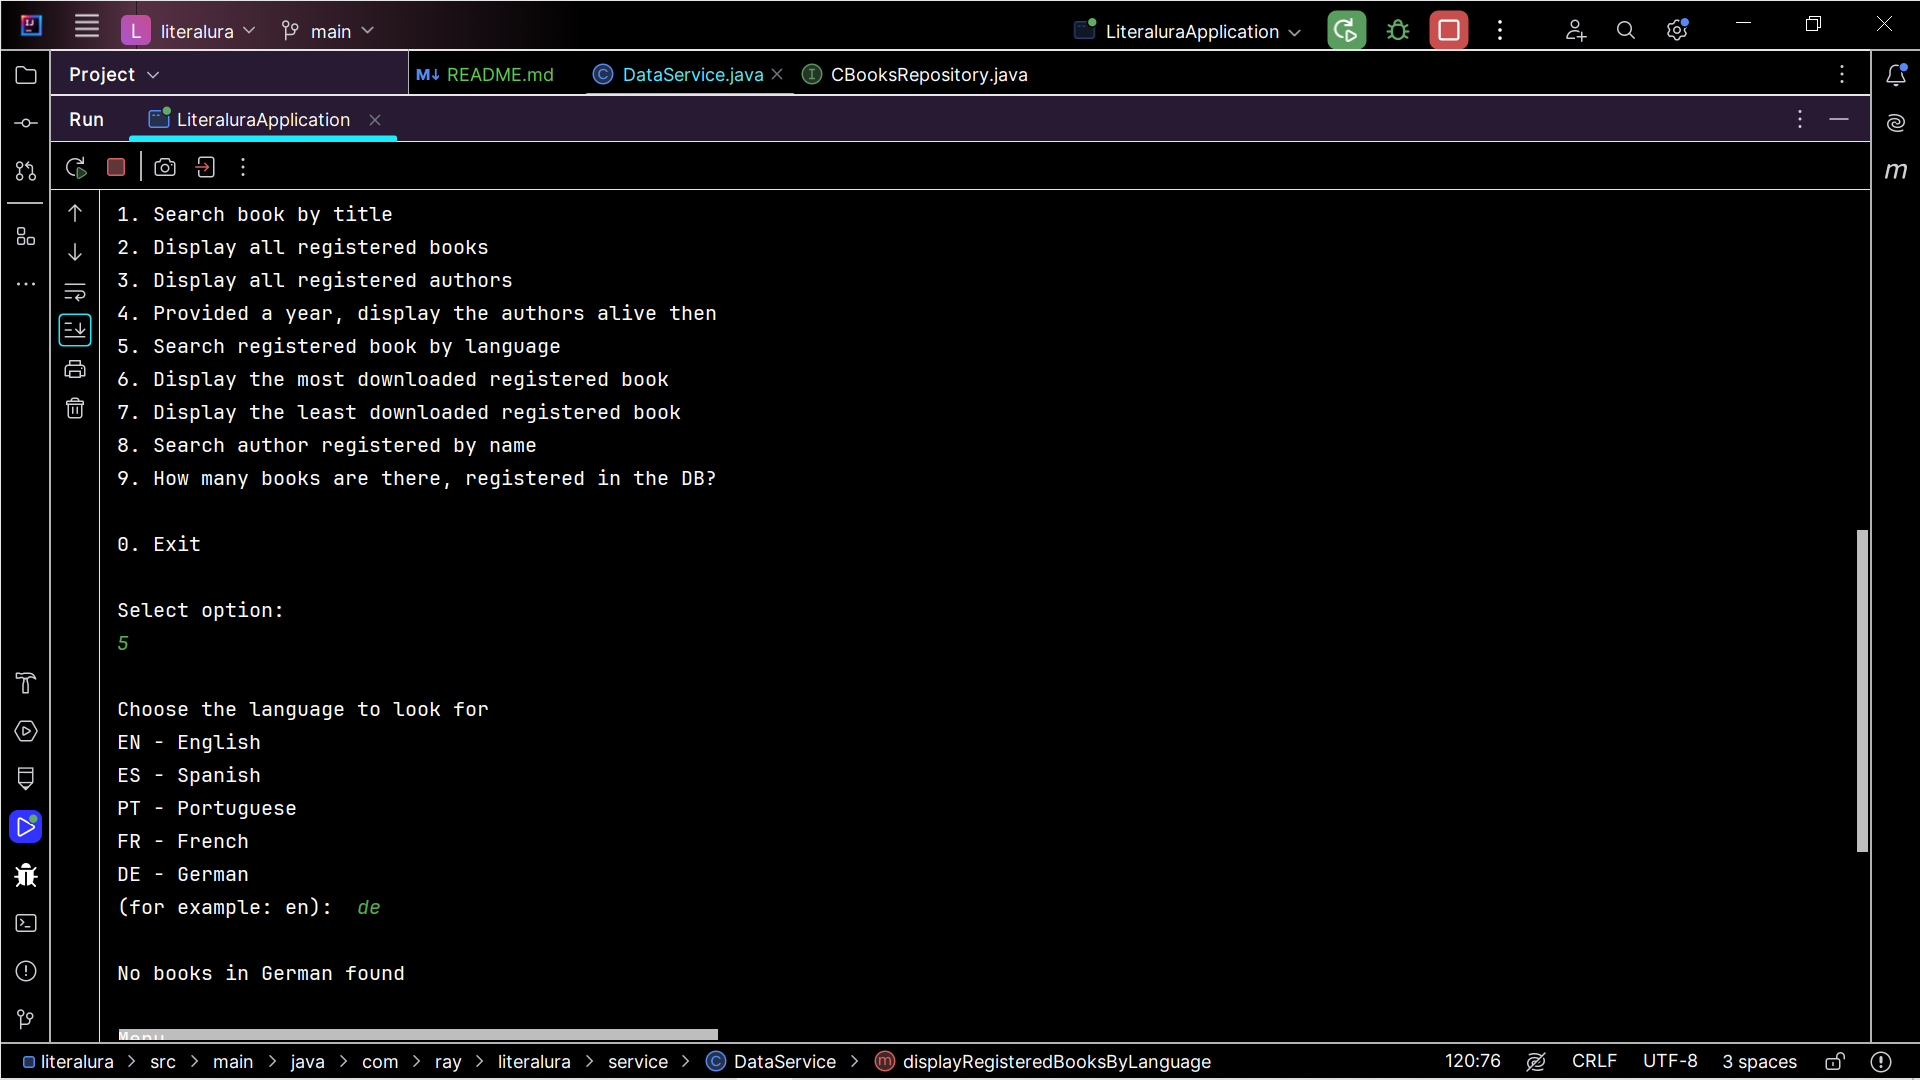 L literalura main LiteraluraApplication
Project M↓ README.md C DataService.java I CBooksRepository.java
Run LiteraluraApplication
m
1. Search book by title
2. Display all registered books
3. Display all registered authors
4. Provided a year, display the authors alive then
5. Search registered book by language
6. Display the most downloaded registered book
7. Display the least downloaded registered book
8. Search author registered by name
9. How many books are there, registered in the DB?
0. Exit
Select option:
5
Choose the language to look for
EN - English
ES - Spanish
PT - Portuguese
FR - French
DE - German
(for example: en): de
No books in German found
Menu
literalura > src > main > java > com > ray > literalura > service > C DataService > m displayRegisteredBooksByLanguage 120:76 CRLF UTF-8 3 spaces